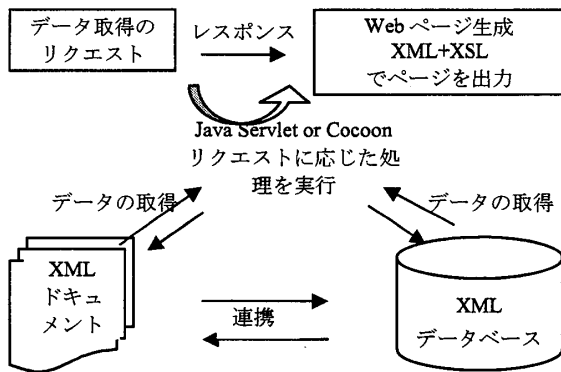 データ取得の
リクエスト
レスポンス
Web ページ生成
XML+XSL
でページを出力
Java Servlet or Cocoon
リクエストに応じた処
理を実行
データの取得
データの取得
XML
ドキュ
メント
連携
XML
データベース